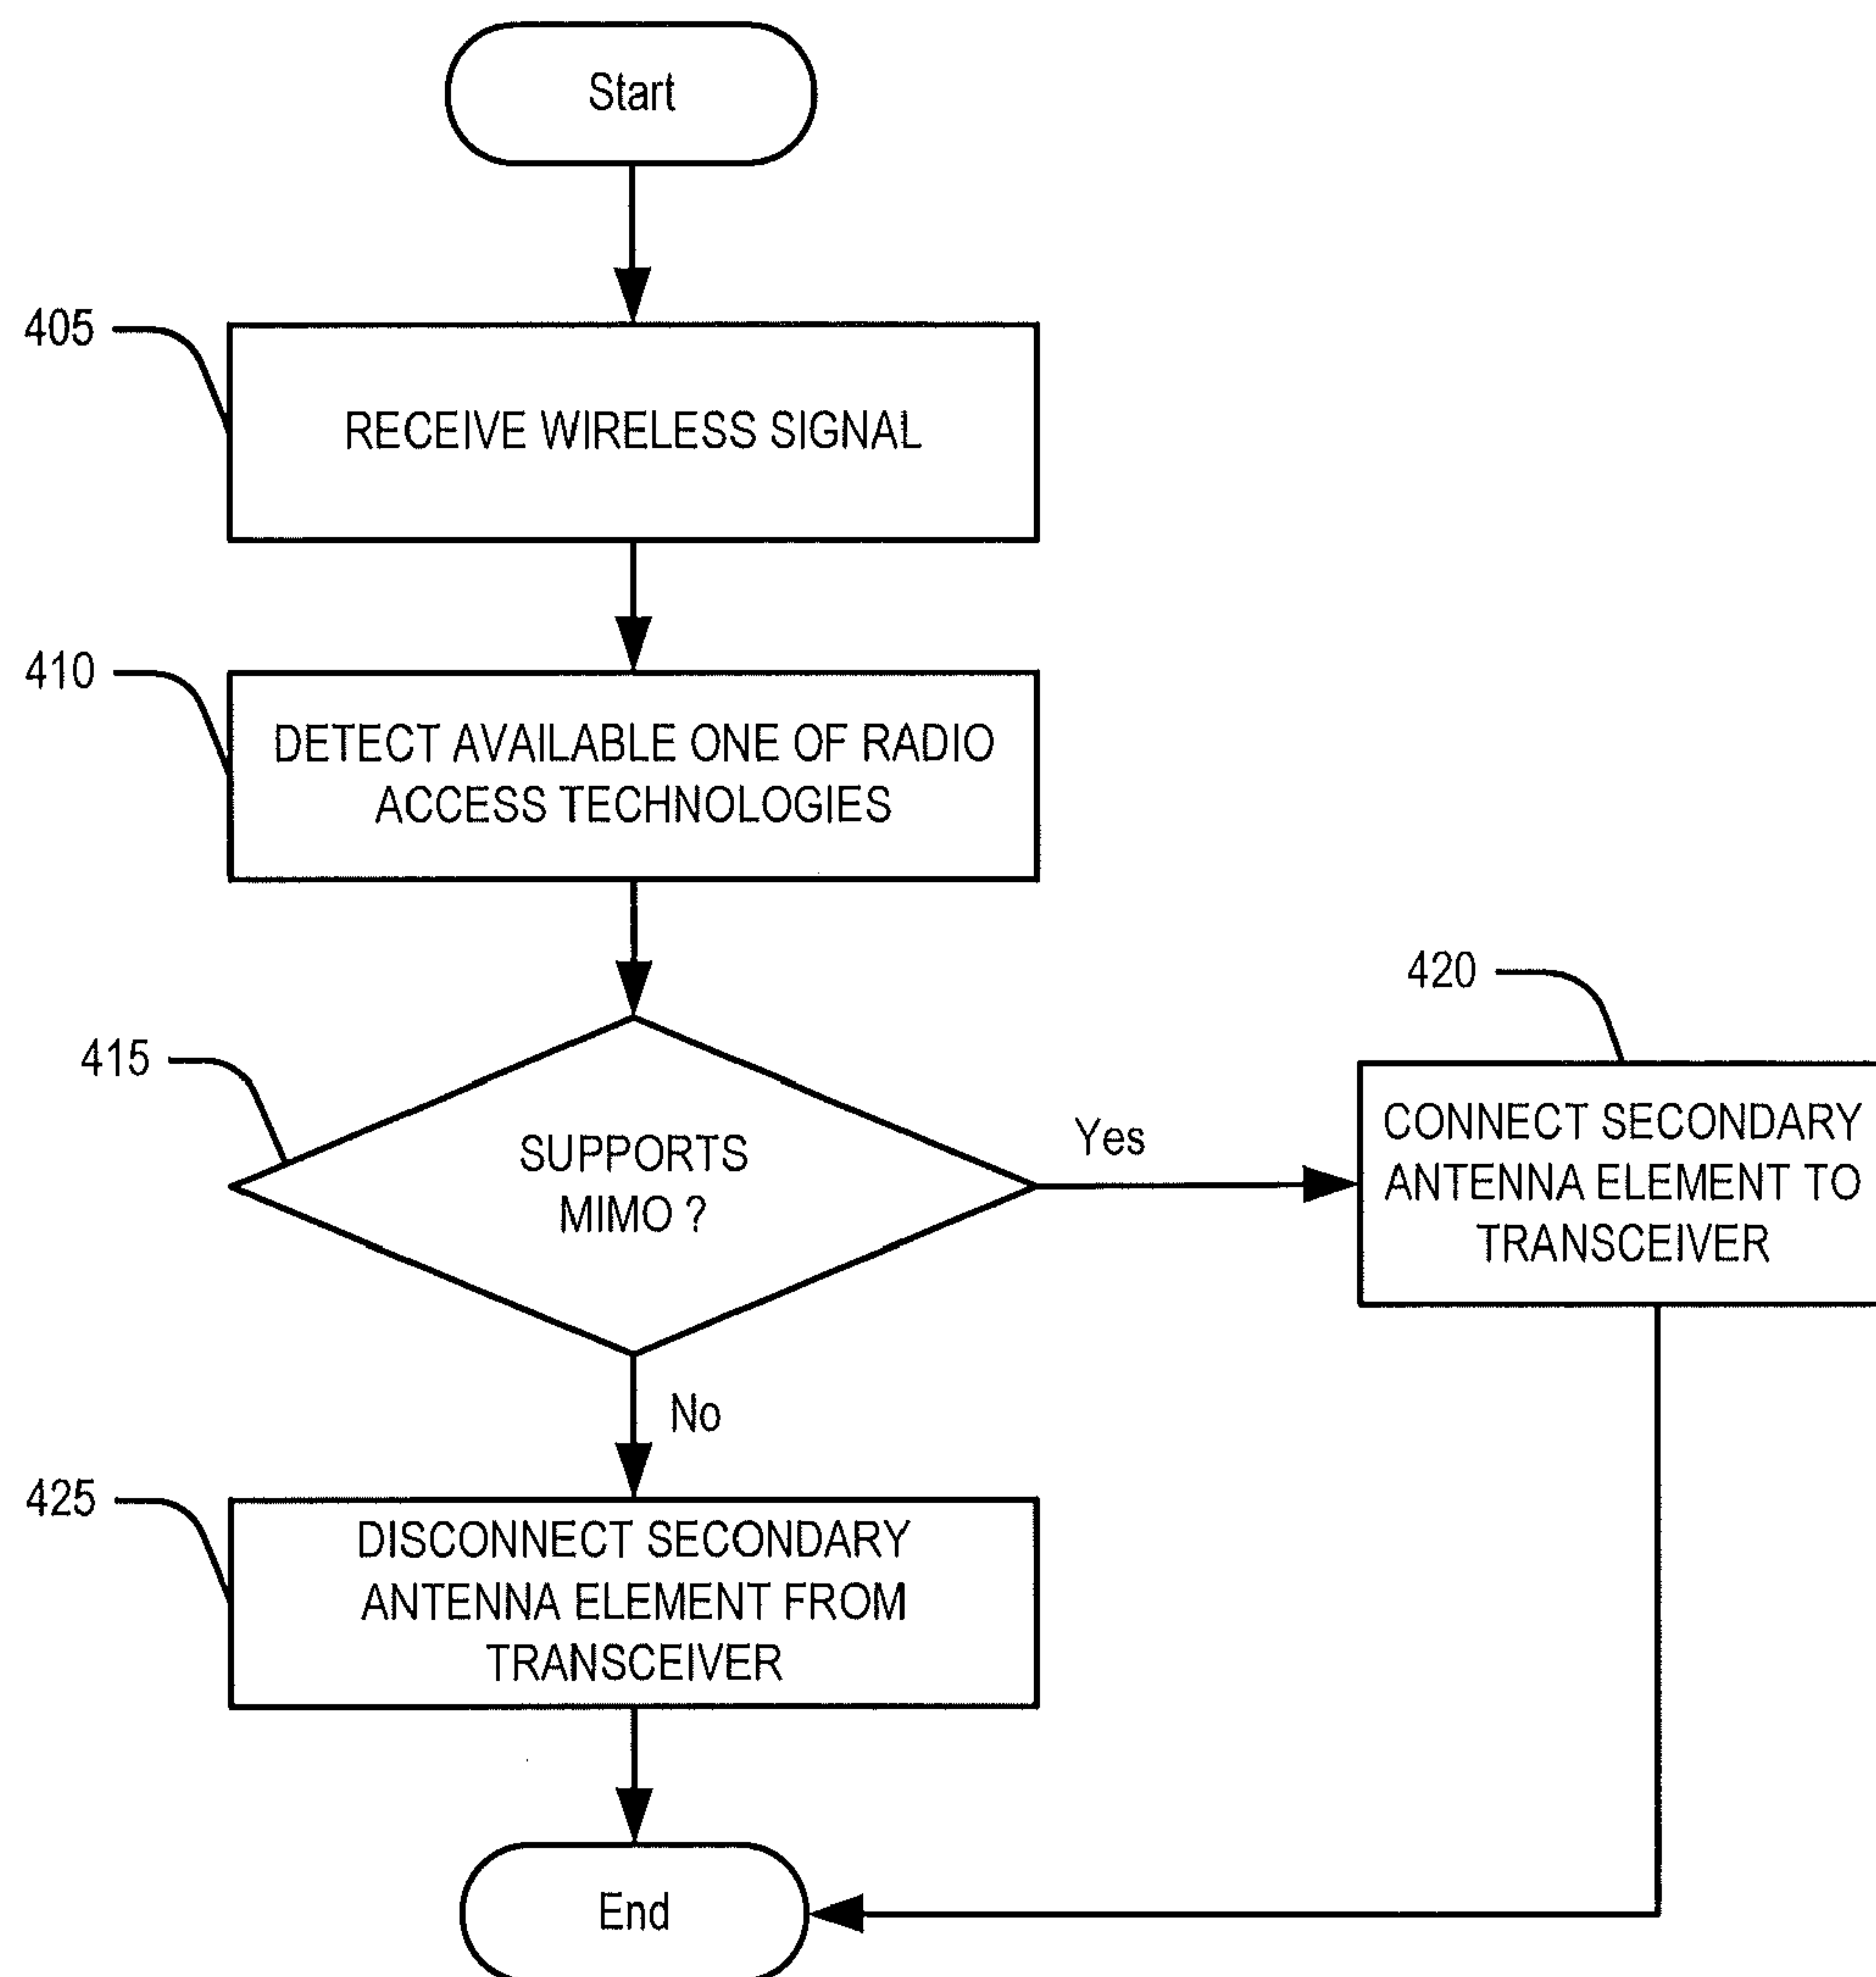 Start
405
RECEIVE WIRELESS SIGNAL
410
DETECT AVAILABLE ONE OF RADIO
ACCESS TECHNOLOGIES
415
SUPPORTS
MIMO ?
Yes
420
CONNECT SECONDARY
ANTENNA ELEMENT TO
TRANSCEIVER
No
425
DISCONNECT SECONDARY
ANTENNA ELEMENT FROM
TRANSCEIVER
End